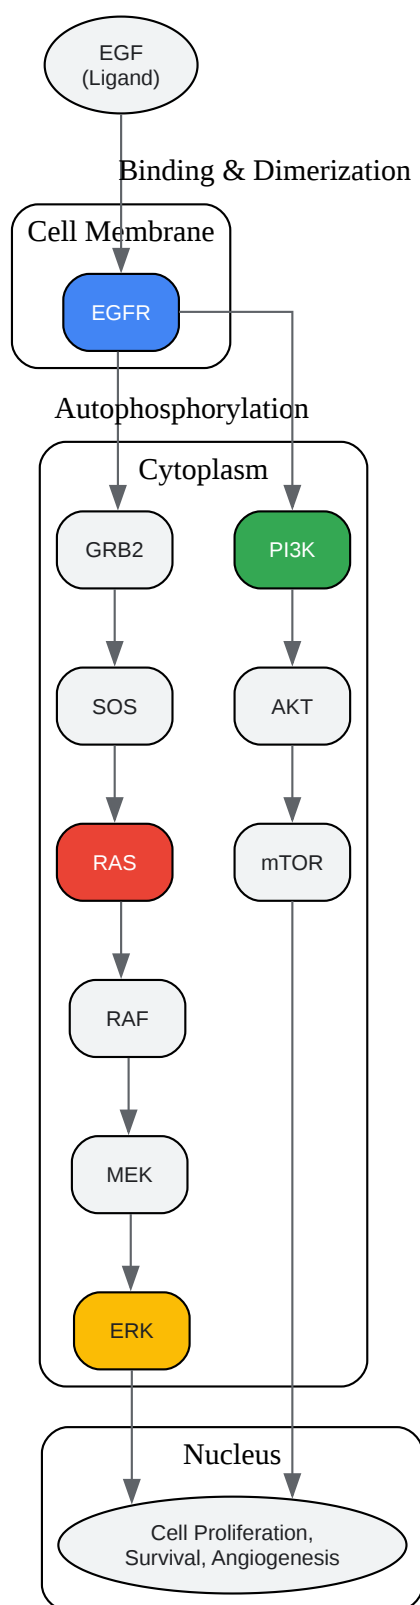 EGF
(Ligand)
Binding & Dimerization
Cell Membrane
EGFR
Autophosphorylation
Cytoplasm
GRB2
PI3K
SOS
AKT
RAS
mTOR
RAF
MEK
ERK
Nucleus
Cell Proliferation,
Survival, Angiogenesis